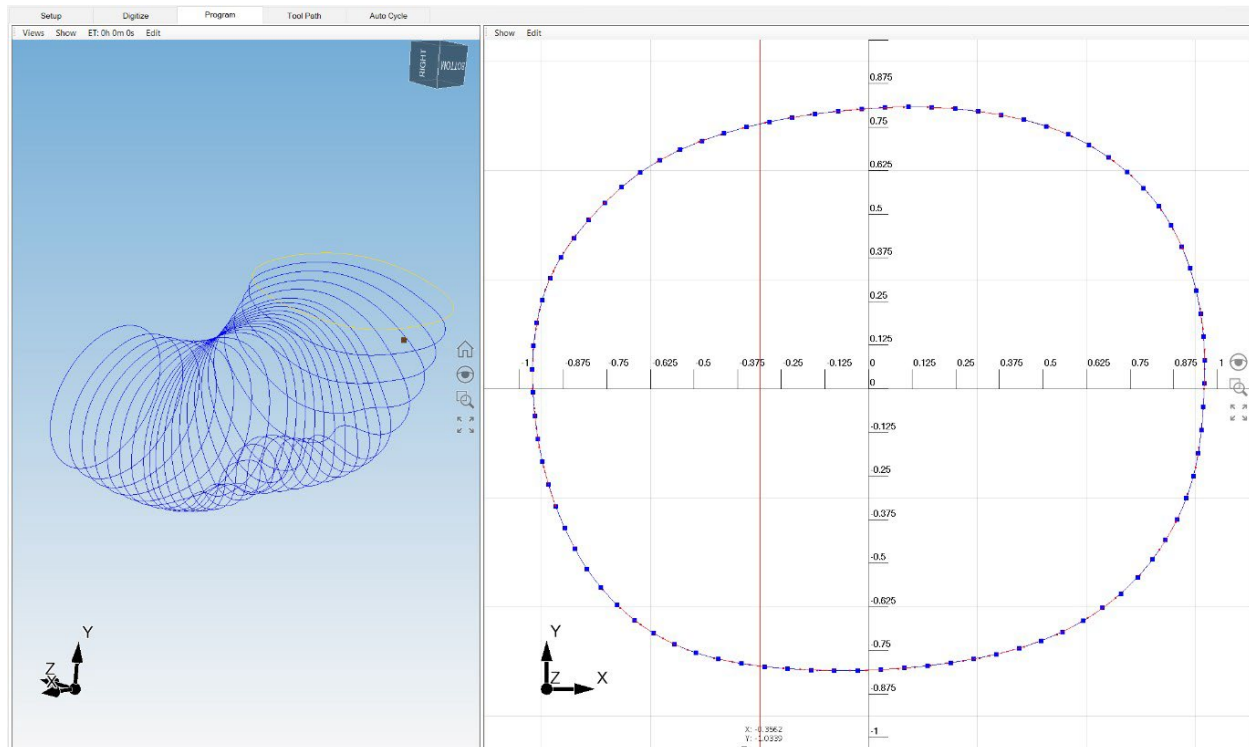 Setup Digitize Program Tool Path Auto Cycle
Views Show ET: 0h 0m 0s Edit
Show Edit
RIGHT BOTTOM
0.875
0.75
0.625
0.5
0.375
0.25
0.125
-1 -0.875 -0.75 -0.625 -0.5 -0.375 -0.25 -0.125 0 0.125 0.25 0.375 0.5 0.625 0.75 0.875 1
0
-0.125
-0.25
-0.375
-0.5
-0.625
-0.75
-0.875
-1
Y
Z
X
Y
Z X
X: -0.3562
Y: -1.0339